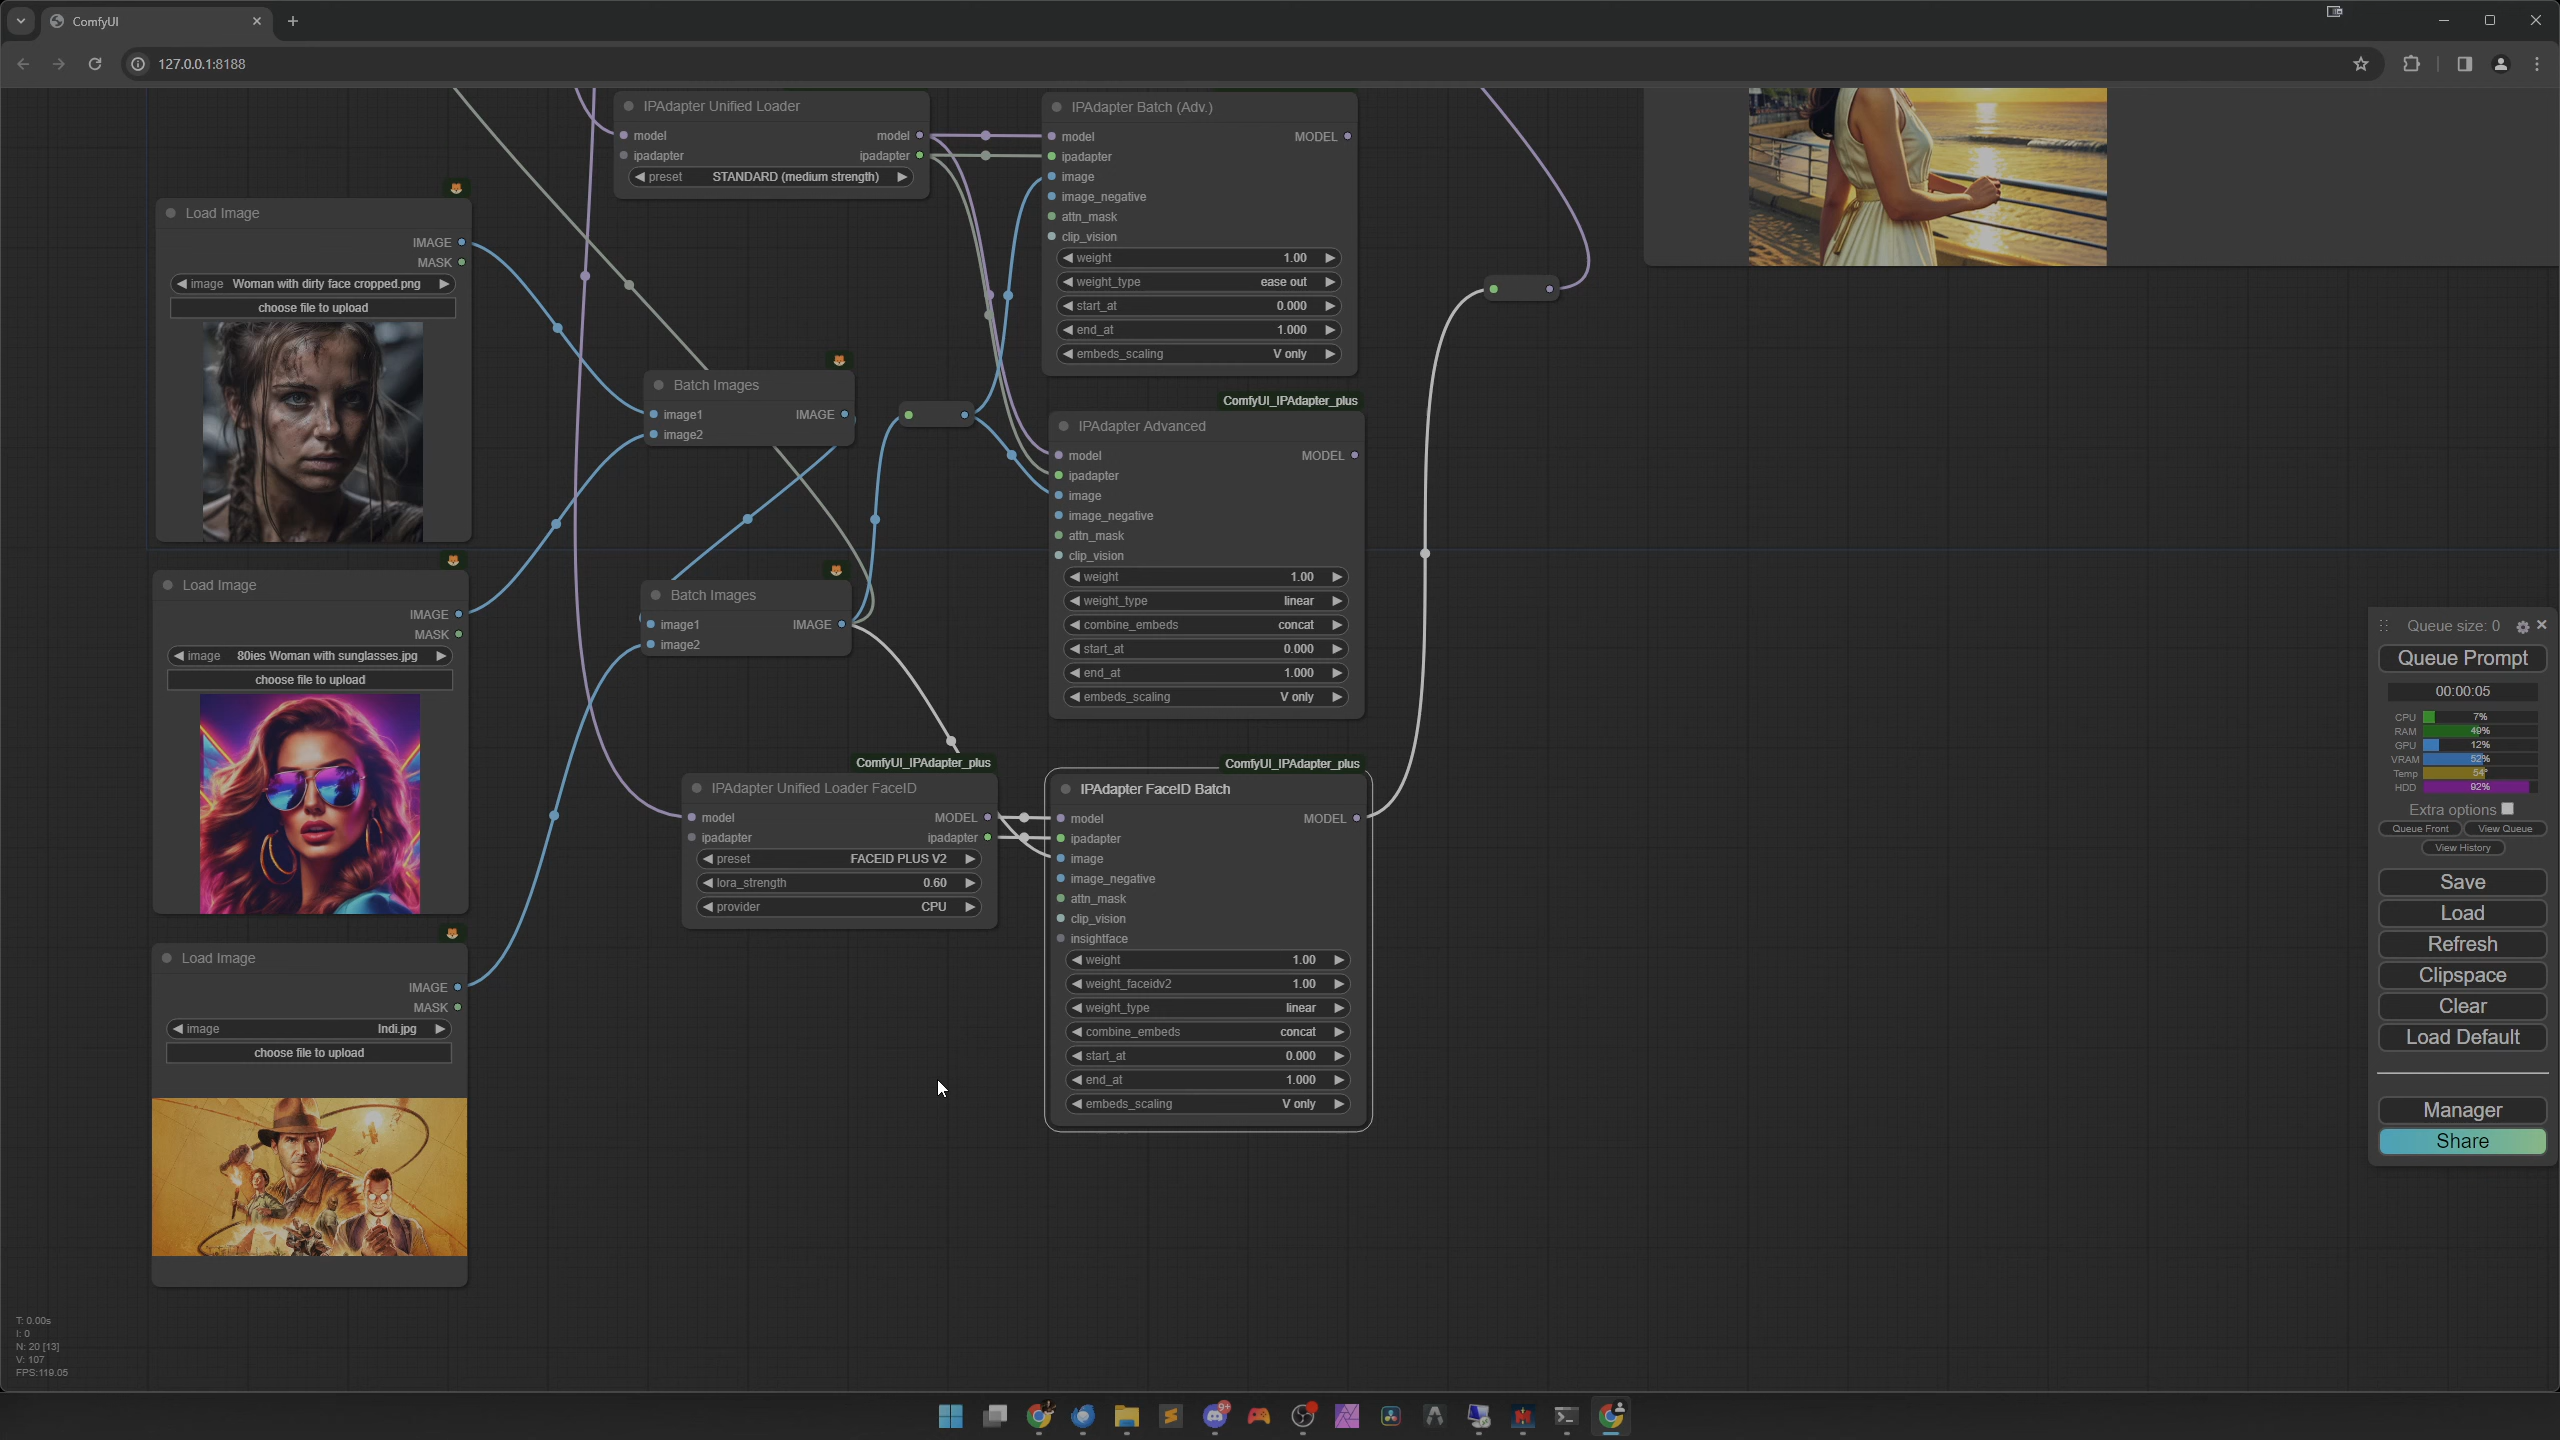 ComfyUI
127.0.0.1:8188
IPAdapter Unified Loader
model model
ipadapter ipadapter
preset STANDARD (medium strength)
IPAdapter Batch (Adv.)
model MODEL
ipadapter
image
image_negative
attn_mask
clip_vision
weight 1.00
weight_type ease out
start_at 0.000
end_at 1.000
embeds_scaling V only
Load Image
IMAGE
MASK
image Woman with dirty face cropped.png
choose file to upload
Batch Images
image1 IMAGE
image2
ComfyUI_IPAdapter_plus
IPAdapter Advanced
model MODEL
ipadapter
image
image_negative
attn_mask
clip_vision
weight 1.00
weight_type linear
combine_embeds concat
start_at 0.000
end_at 1.000
embeds_scaling V only
Load Image
IMAGE
MASK
image 80ies Woman with sunglasses.jpg
choose file to upload
Batch Images
image1 IMAGE
image2
ComfyUI_IPAdapter_plus
IPAdapter Unified Loader FaceID
model MODEL
ipadapter ipadapter
preset FACEID PLUS V2
lora_strength 0.60
provider CPU
ComfyUI_IPAdapter_plus
IPAdapter FaceID Batch
model MODEL
ipadapter
image
image_negative
attn_mask
clip_vision
insightface
weight 1.00
weight_faceidv2 1.00
weight_type linear
combine_embeds concat
start_at 0.000
end_at 1.000
embeds_scaling V only
Load Image
IMAGE
MASK
image Indi.jpg
choose file to upload
Queue size: 0
Queue Prompt
00:00:05
CPU 7%
RAM 49%
GPU 12%
VRAM 52%
Temp 54°
HDD 92%
Extra options
Queue Front View Queue
View History
Save
Load
Refresh
Clipspace
Clear
Load Default
Manager
Share
T: 0.00s
I: 0
N: 20 [13]
V: 107
FPS:119.05
9+